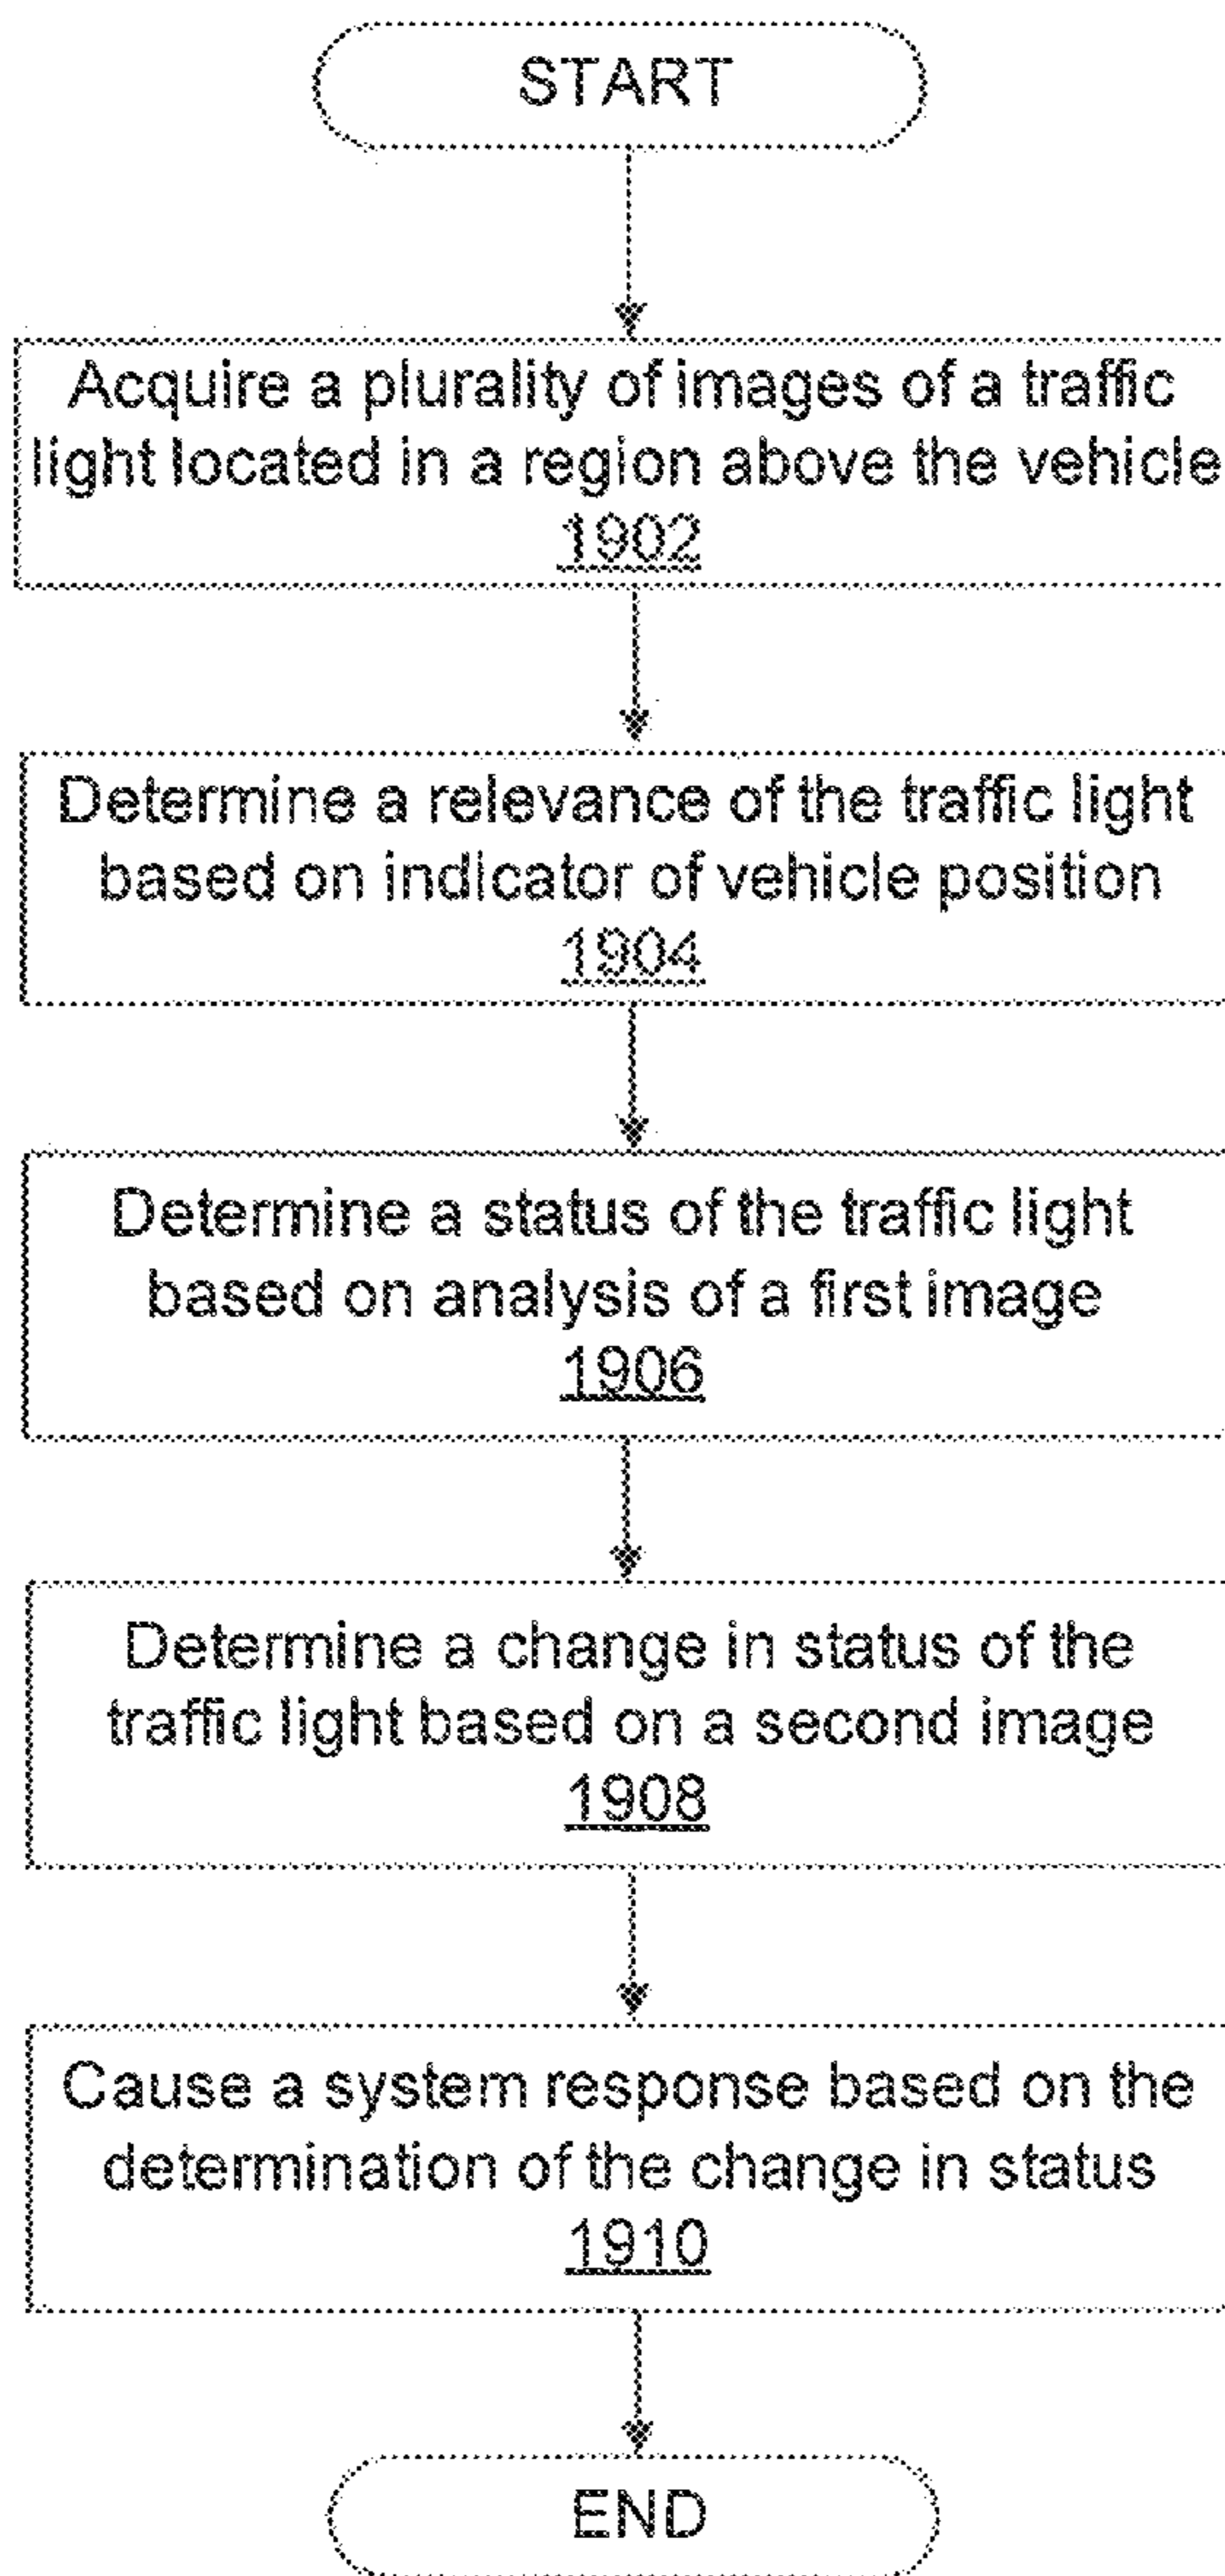 START
Acquire a plurality of images of a traffic
light located in a region above the vehicle
1902
Determine a relevance of the traffic light
based on indicator of vehicle position
1904
Determine a status of the traffic light
based on analysis of a first image
1906
Determine a change in status of the
traffic light based on a second image
1908
Cause a system response based on the
determination of the change in status
1910
END